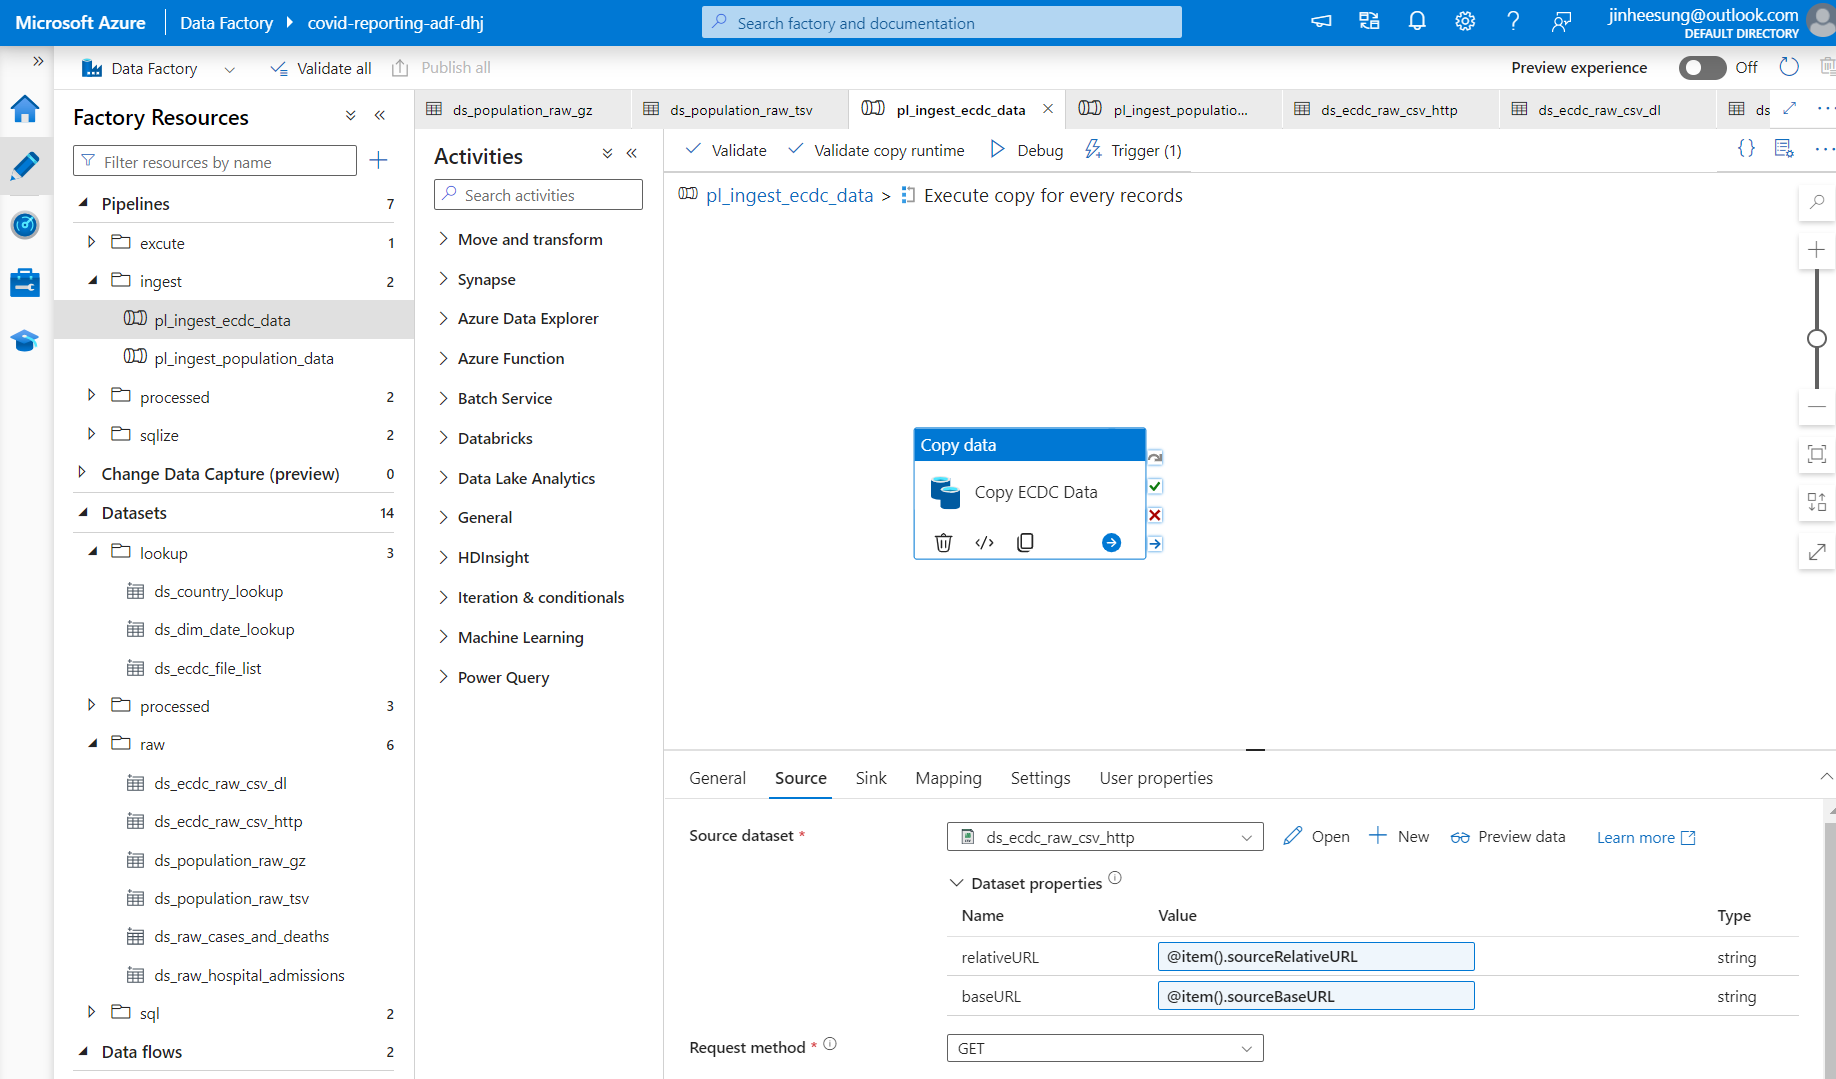 Microsoft Azure
Data Factory
covid-reporting-adf-dhj
Search factory and documentation
jinheesung@outlook.com
DEFAULT DIRECTORY
Data Factory
Validate all
Publish all
Preview experience
Off
Factory Resources
Filter resources by name
Pipelines 7
excute 1
ingest 2
pl_ingest_ecdc_data
pl_ingest_population_data
processed 2
sqlize 2
Change Data Capture (preview) 0
Datasets 14
lookup 3
ds_country_lookup
ds_dim_date_lookup
ds_ecdc_file_list
processed 3
raw 6
ds_ecdc_raw_csv_dl
ds_ecdc_raw_csv_http
ds_population_raw_gz
ds_population_raw_tsv
ds_raw_cases_and_deaths
ds_raw_hospital_admissions
sql 2
Data flows 2
ds_population_raw_gz
ds_population_raw_tsv
pl_ingest_ecdc_data
pl_ingest_populatio...
ds_ecdc_raw_csv_http
ds_ecdc_raw_csv_dl
ds
Activities
Search activities
Move and transform
Synapse
Azure Data Explorer
Azure Function
Batch Service
Databricks
Data Lake Analytics
General
HDInsight
Iteration & conditionals
Machine Learning
Power Query
Validate
Validate copy runtime
Debug
Trigger (1)
pl_ingest_ecdc_data > Execute copy for every records
Copy data
Copy ECDC Data
General
Source
Sink
Mapping
Settings
User properties
Source dataset *
ds_ecdc_raw_csv_http
Open
New
Preview data
Learn more
Dataset properties
Name Value Type
relativeURL @item().sourceRelativeURL string
baseURL @item().sourceBaseURL string
Request method *
GET